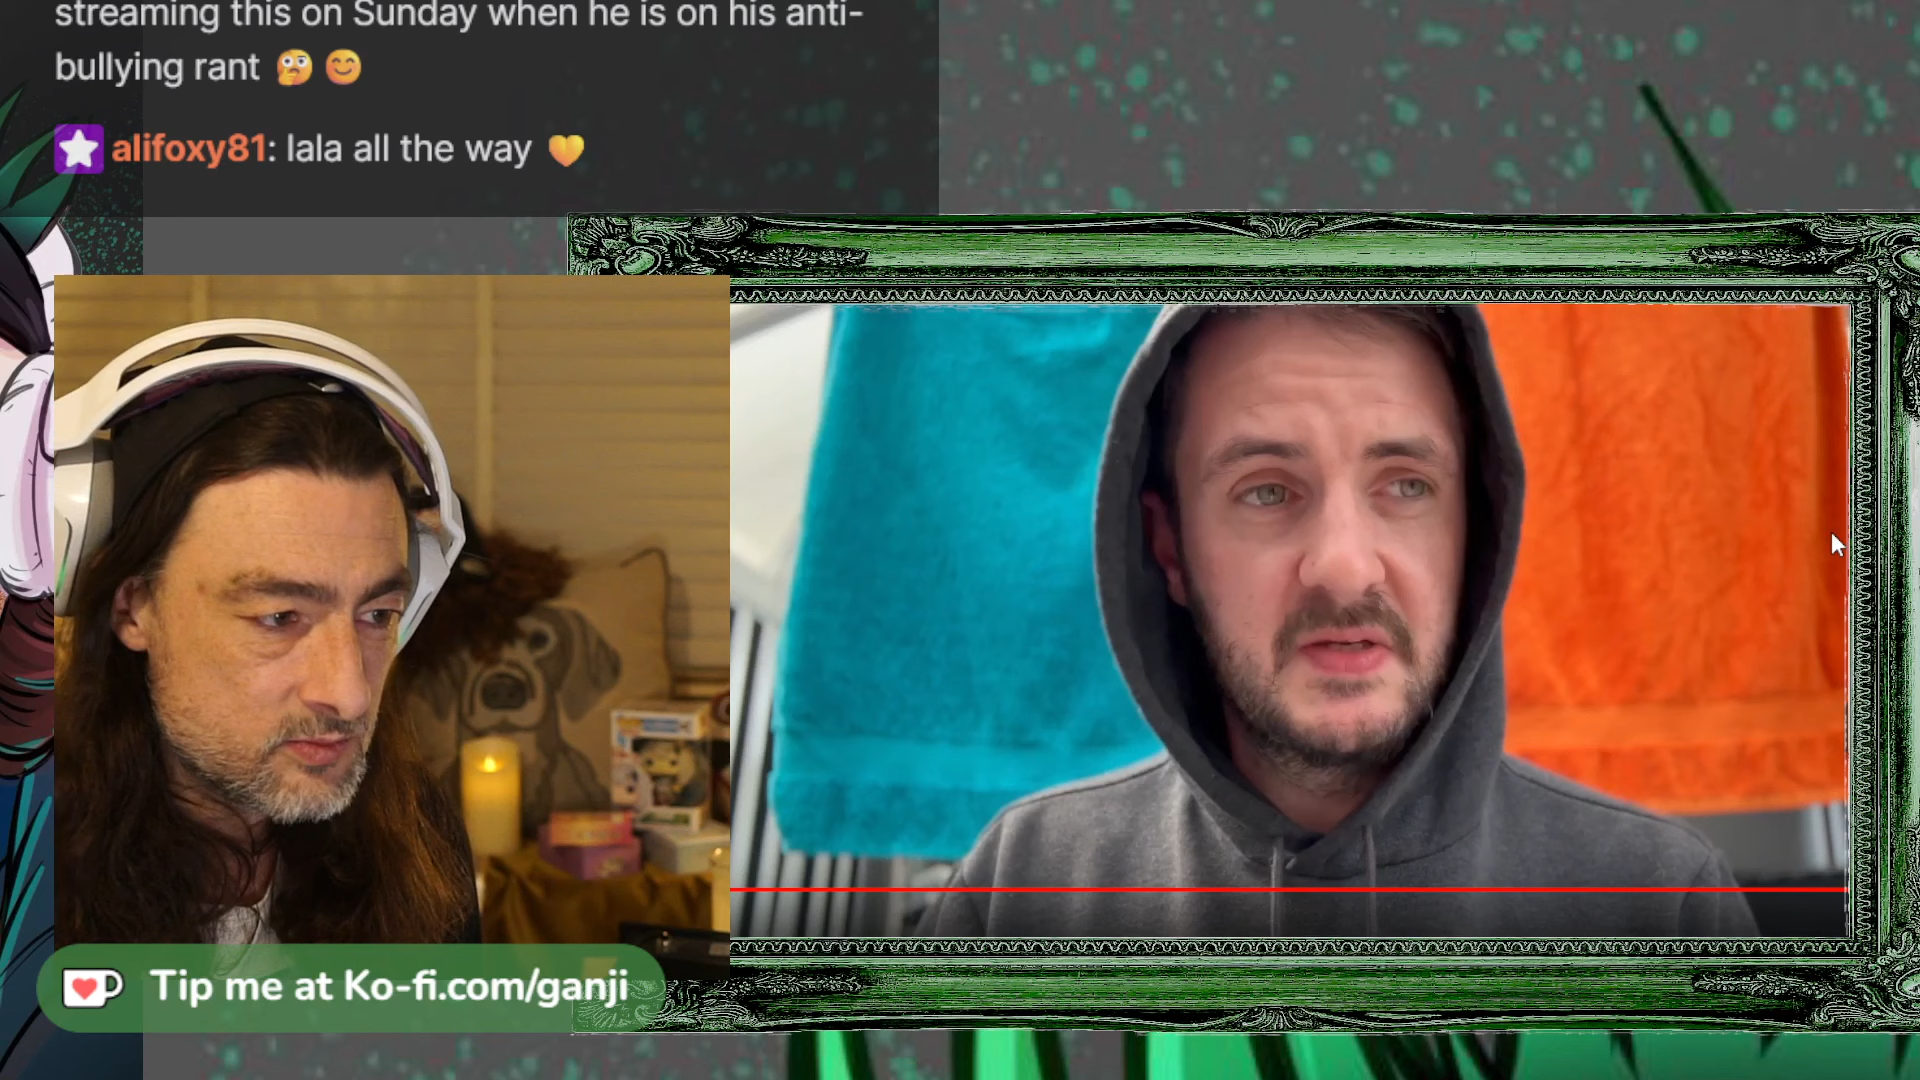 streaming this on Sunday when he is on his anti-
bullying rant 🤔 😊
alifoxy81: lala all the way 💛
Tip me at Ko-fi.com/ganji